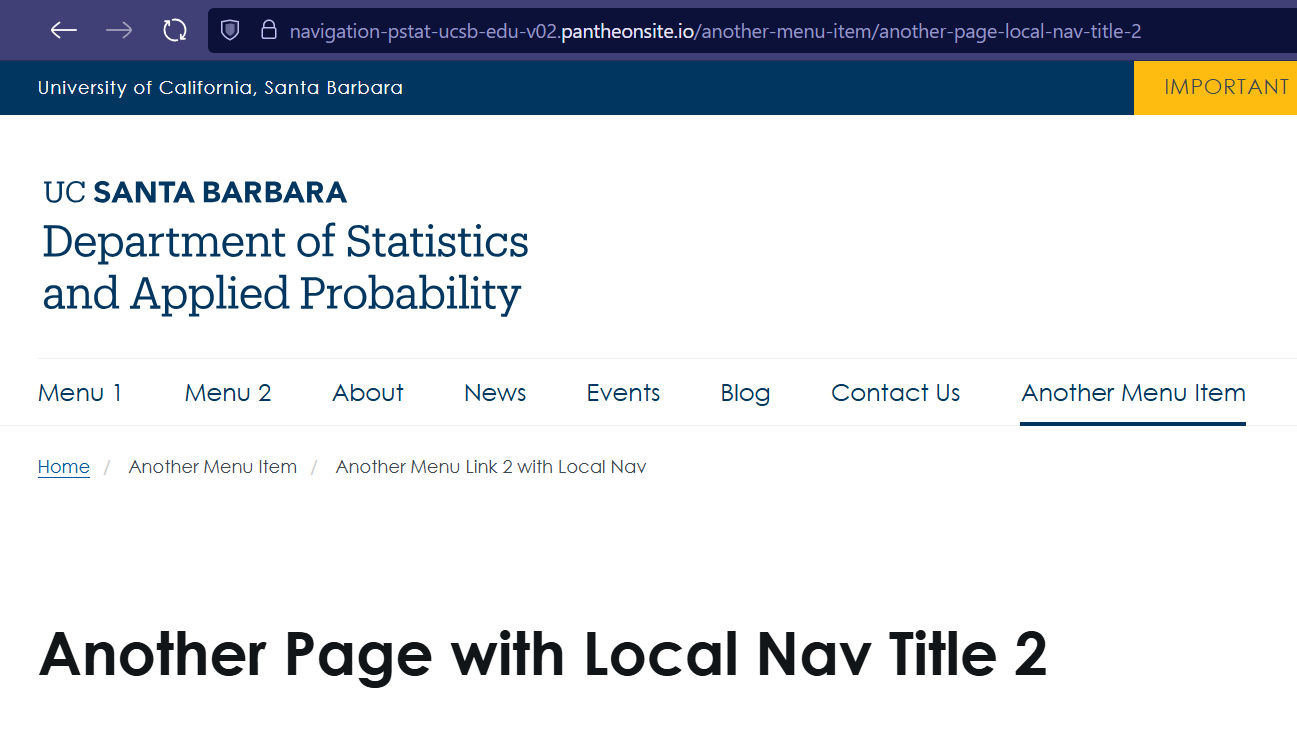 navigation-pstat-ucsb-edu-v02.pantheonsite.io/another-menu-item/another-page-local-nav-title-2
University of California, Santa Barbara
IMPORTANT
UC SANTA BARBARA
Department of Statistics
and Applied Probability
Menu 1 Menu 2 About News Events Blog Contact Us Another Menu Item
Home / Another Menu Item / Another Menu Link 2 with Local Nav
Another Page with Local Nav Title 2